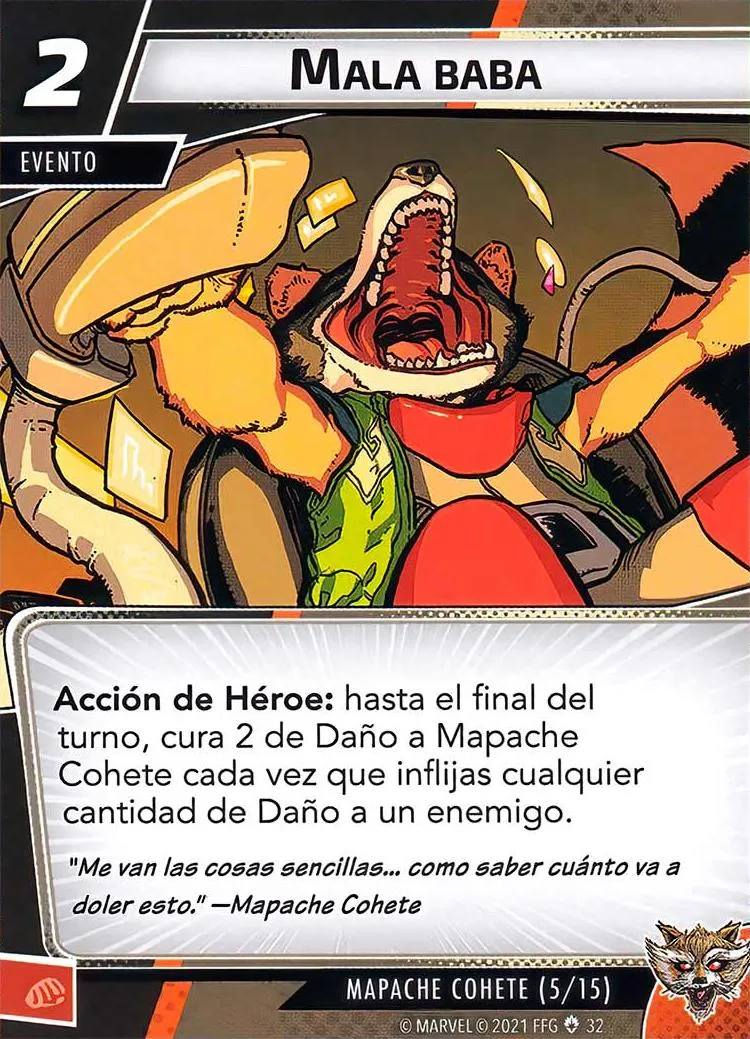 2
MALA BABA
EVENTO
Acción de Héroe: hasta el final del
turno, cura 2 de Daño a Mapache
Cohete cada vez que inflijas cualquier
cantidad de Daño a un enemigo.
"Me van las cosas sencillas... como saber cuánto va a
doler esto." —Mapache Cohete
MAPACHE COHETE (5/15)
© MARVEL © 2021 FFG 32